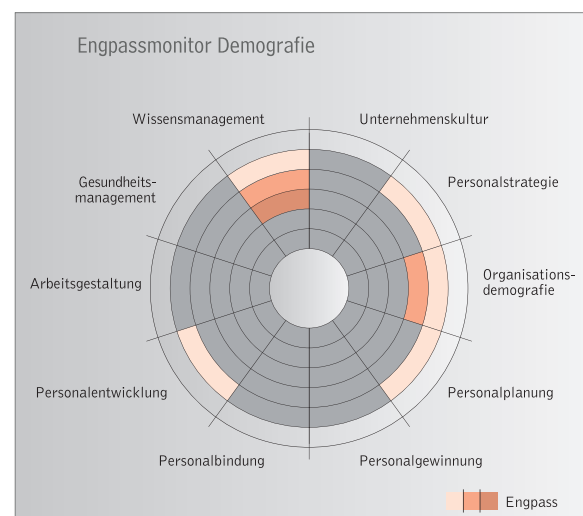 Engpassmonitor Demografie
Wissensmanagement
Unternehmenskultur
Gesundheits-
management
Personalstrategie
Arbeitsgestaltung
Organisations-
demografie
Personalentwicklung
Personalplanung
Personalbindung
Personalgewinnung
Engpass